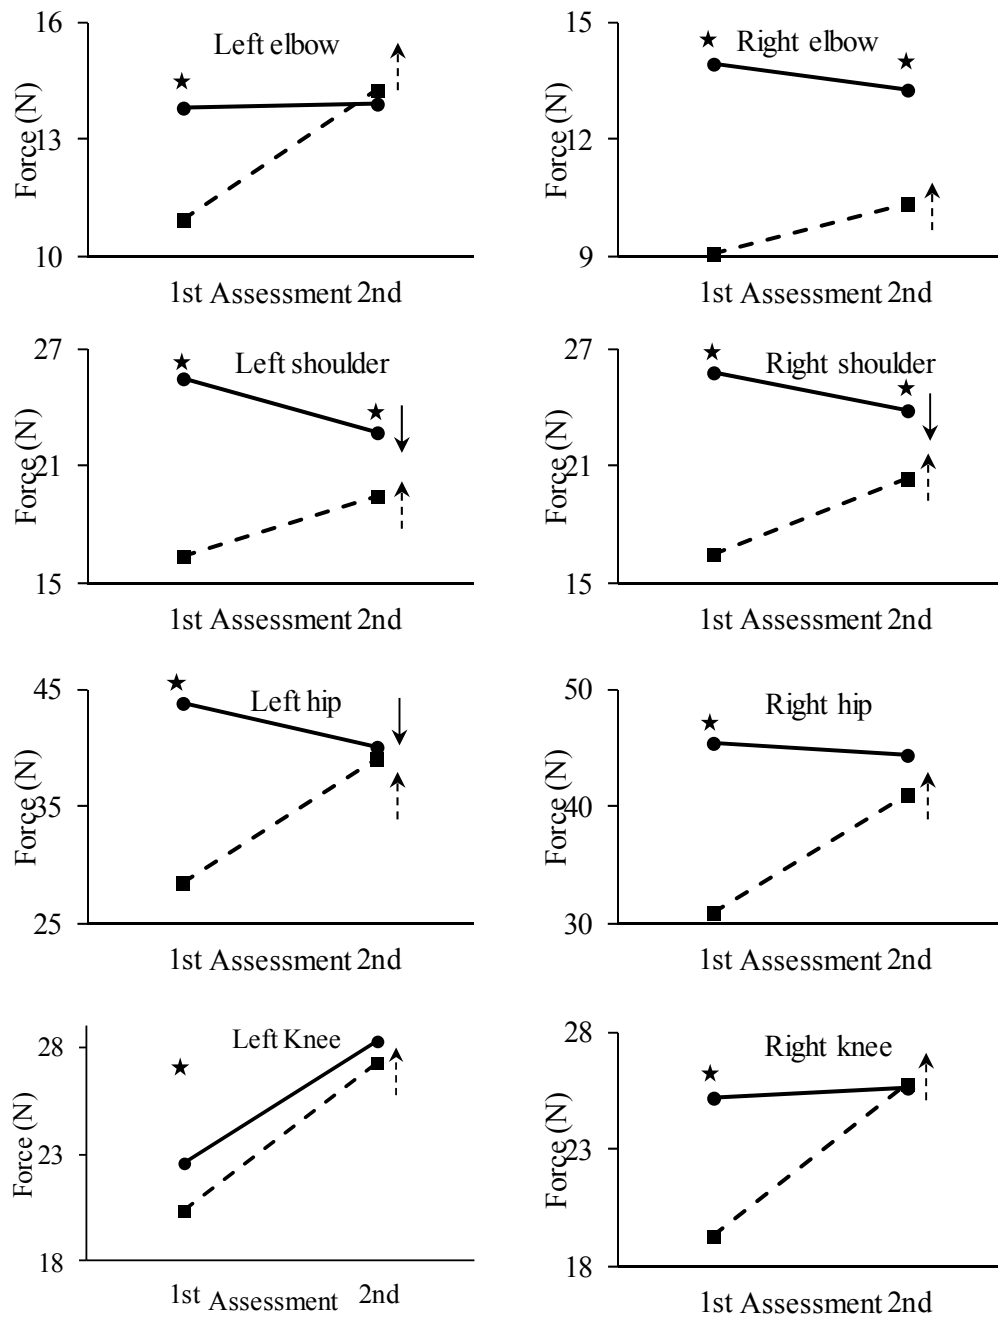 16
Left elbow
13
10
Force (N)
1st Assessment 2nd
15
Right elbow
12
9
Force (N)
1st Assessment 2nd
27
Left shoulder
21
15
Force (N)
1st Assessment 2nd
27
Right shoulder
21
15
Force (N)
1st Assessment 2nd
45
Left hip
35
25
Force (N)
1st Assessment 2nd
50
Right hip
40
30
Force (N)
1st Assessment 2nd
28
Left Knee
23
18
Force (N)
1st Assessment 2nd
28
Right knee
23
18
Force (N)
1st Assessment 2nd